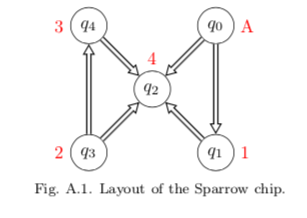 3 q4 q0 A
4
q2
2 q3 q1 1
Fig. A.1. Layout of the Sparrow chip.